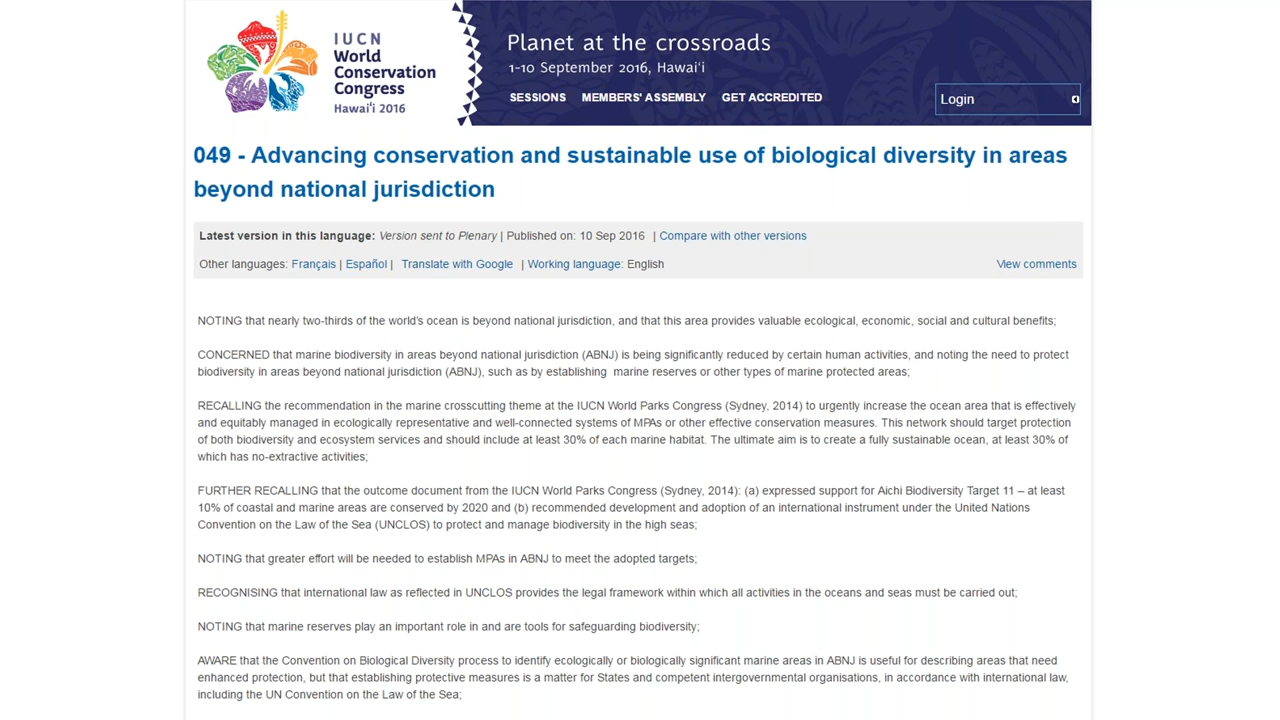 IUCN
World
Conservation
Congress
Hawai'i 2016
Planet at the crossroads
1-10 September 2016, Hawai'i
SESSIONS MEMBERS' ASSEMBLY GET ACCREDITED
Login
049 - Advancing conservation and sustainable use of biological diversity in areas
beyond national jurisdiction
Latest version in this language: Version sent to Plenary | Published on: 10 Sep 2016 | Compare with other versions
Other languages: Français | Español | Translate with Google | Working language: English View comments
NOTING that nearly two-thirds of the world's ocean is beyond national jurisdiction, and that this area provides valuable ecological, economic, social and cultural benefits;
CONCERNED that marine biodiversity in areas beyond national jurisdiction (ABNJ) is being significantly reduced by certain human activities, and noting the need to protect
biodiversity in areas beyond national jurisdiction (ABNJ), such as by establishing marine reserves or other types of marine protected areas;
RECALLING the recommendation in the marine crosscutting theme at the IUCN World Parks Congress (Sydney, 2014) to urgently increase the ocean area that is effectively
and equitably managed in ecologically representative and well-connected systems of MPAs or other effective conservation measures. This network should target protection
of both biodiversity and ecosystem services and should include at least 30% of each marine habitat. The ultimate aim is to create a fully sustainable ocean, at least 30% of
which has no-extractive activities;
FURTHER RECALLING that the outcome document from the IUCN World Parks Congress (Sydney, 2014): (a) expressed support for Aichi Biodiversity Target 11 – at least
10% of coastal and marine areas are conserved by 2020 and (b) recommended development and adoption of an international instrument under the United Nations
Convention on the Law of the Sea (UNCLOS) to protect and manage biodiversity in the high seas;
NOTING that greater effort will be needed to establish MPAs in ABNJ to meet the adopted targets;
RECOGNISING that international law as reflected in UNCLOS provides the legal framework within which all activities in the oceans and seas must be carried out;
NOTING that marine reserves play an important role in and are tools for safeguarding biodiversity;
AWARE that the Convention on Biological Diversity process to identify ecologically or biologically significant marine areas in ABNJ is useful for describing areas that need
enhanced protection, but that establishing protective measures is a matter for States and competent intergovernmental organisations, in accordance with international law,
including the UN Convention on the Law of the Sea;